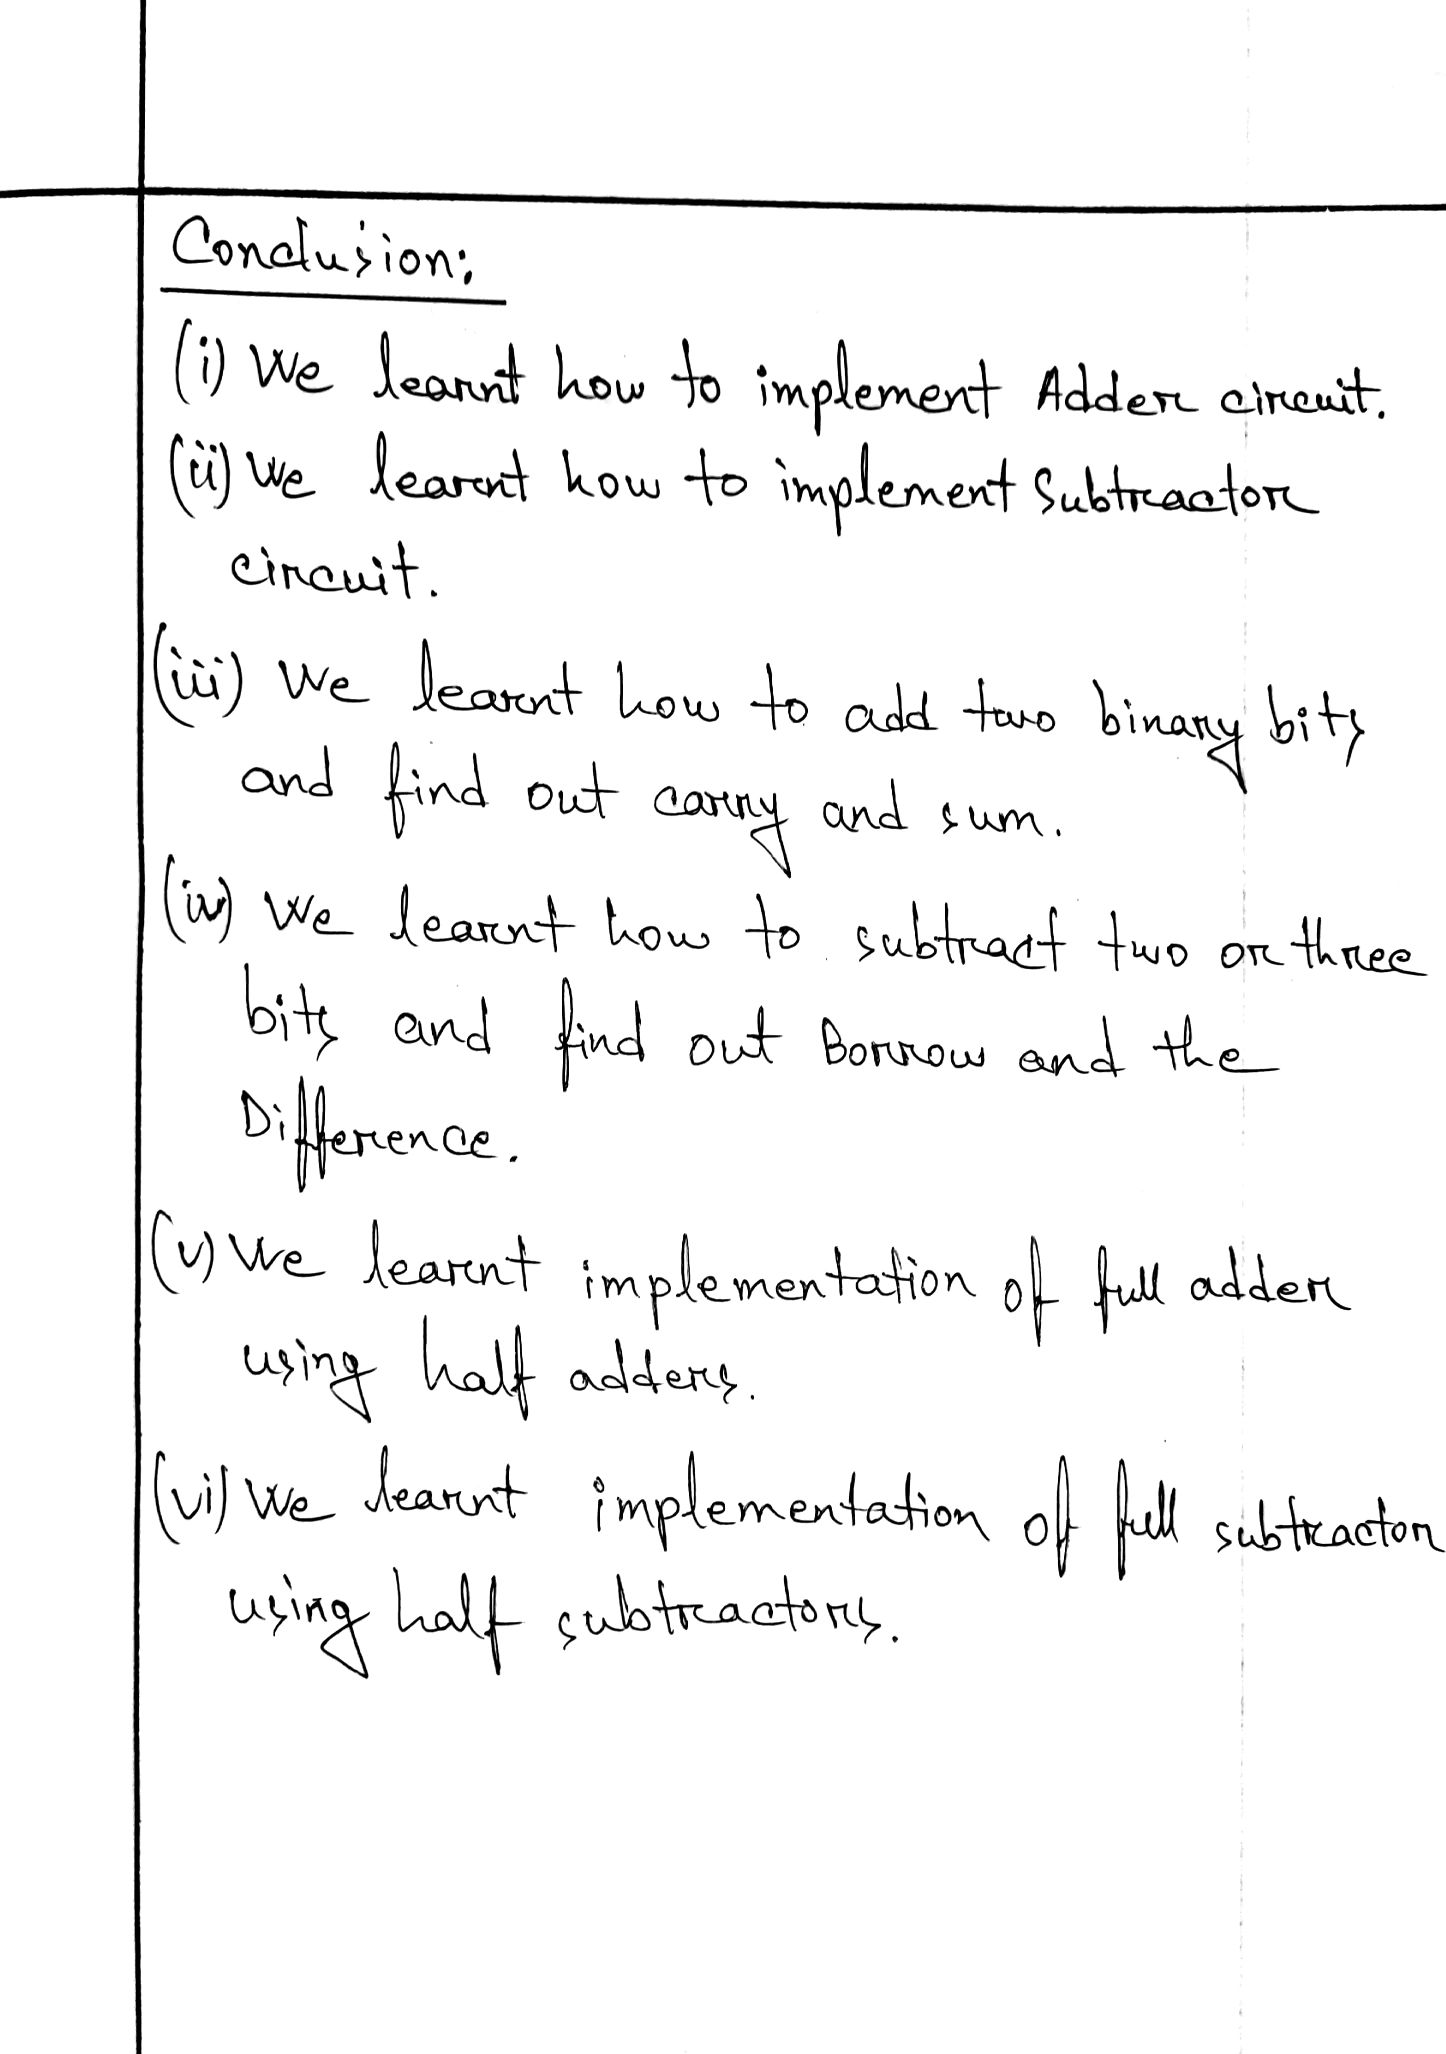 Conclusion:
(i) We learnt how to implement Adder circuit.
(ii) We learnt how to implement Subtractor
circuit.
(iii) We learnt how to add two binary bits
and find out carry and sum.
(iv) We learnt how to subtract two or three
bits and find out Borrow and the
Difference.
(v) We learnt implementation of full adder
using half adders.
(vi) We learnt implementation of full subtractor
using half subtractors.